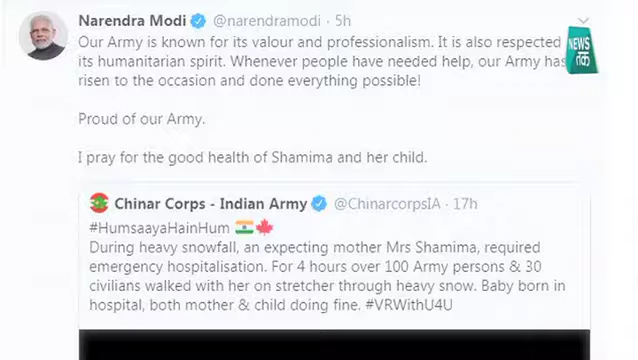 Narendra Modi @narendramodi · 5h
Our Army is known for its valour and professionalism. It is also respected
its humanitarian spirit. Whenever people have needed help, our Army has
risen to the occasion and done everything possible!
Proud of our Army.
I pray for the good health of Shamima and her child.
NEWS
तक
Chinar Corps - Indian Army @ChinarcorpsIA · 17h
#HumsaayaHainHum
During heavy snowfall, an expecting mother Mrs Shamima, required
emergency hospitalisation. For 4 hours over 100 Army persons & 30
civilians walked with her on stretcher through heavy snow. Baby born in
hospital, both mother & child doing fine. #VRWithU4U